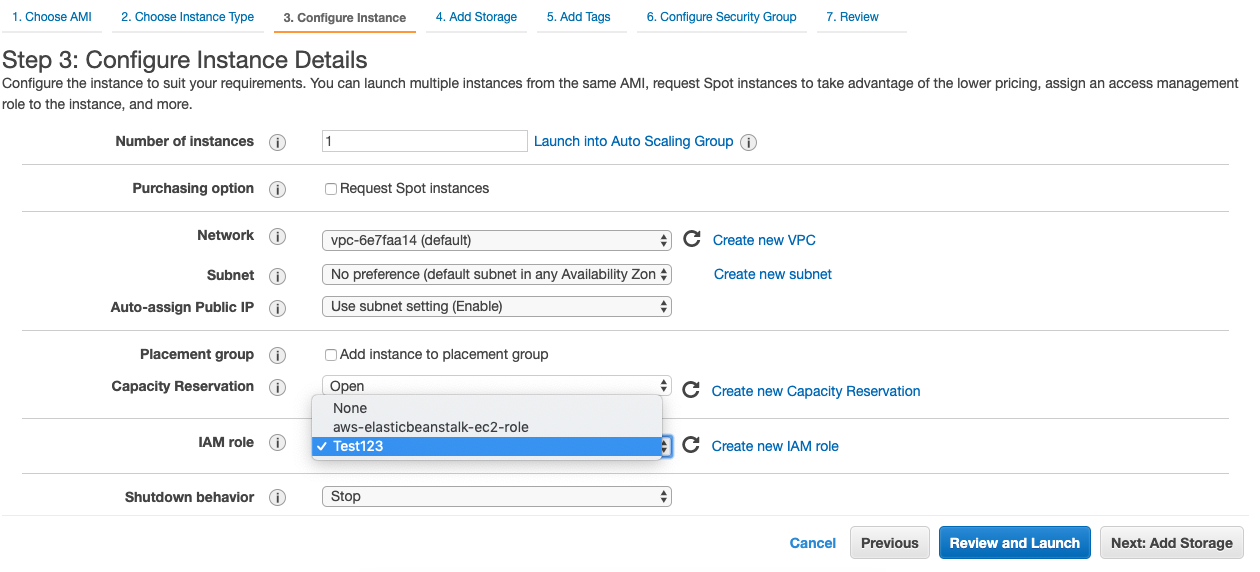 1. Choose AMI 2. Choose Instance Type 3. Configure Instance 4. Add Storage 5. Add Tags 6. Configure Security Group 7. Review
Step 3: Configure Instance Details
Configure the instance to suit your requirements. You can launch multiple instances from the same AMI, request Spot instances to take advantage of the lower pricing, assign an access management
role to the instance, and more.
Number of instances i 1 Launch into Auto Scaling Group i
Purchasing option i Request Spot instances
Network i vpc-6e7faa14 (default) Create new VPC
Subnet i No preference (default subnet in any Availability Zon Create new subnet
Auto-assign Public IP i Use subnet setting (Enable)
Placement group i Add instance to placement group
Capacity Reservation i Open Create new Capacity Reservation
None
aws-elasticbeanstalk-ec2-role
IAM role i ✓ Test123 Create new IAM role
Shutdown behavior i Stop
Cancel Previous Review and Launch Next: Add Storage